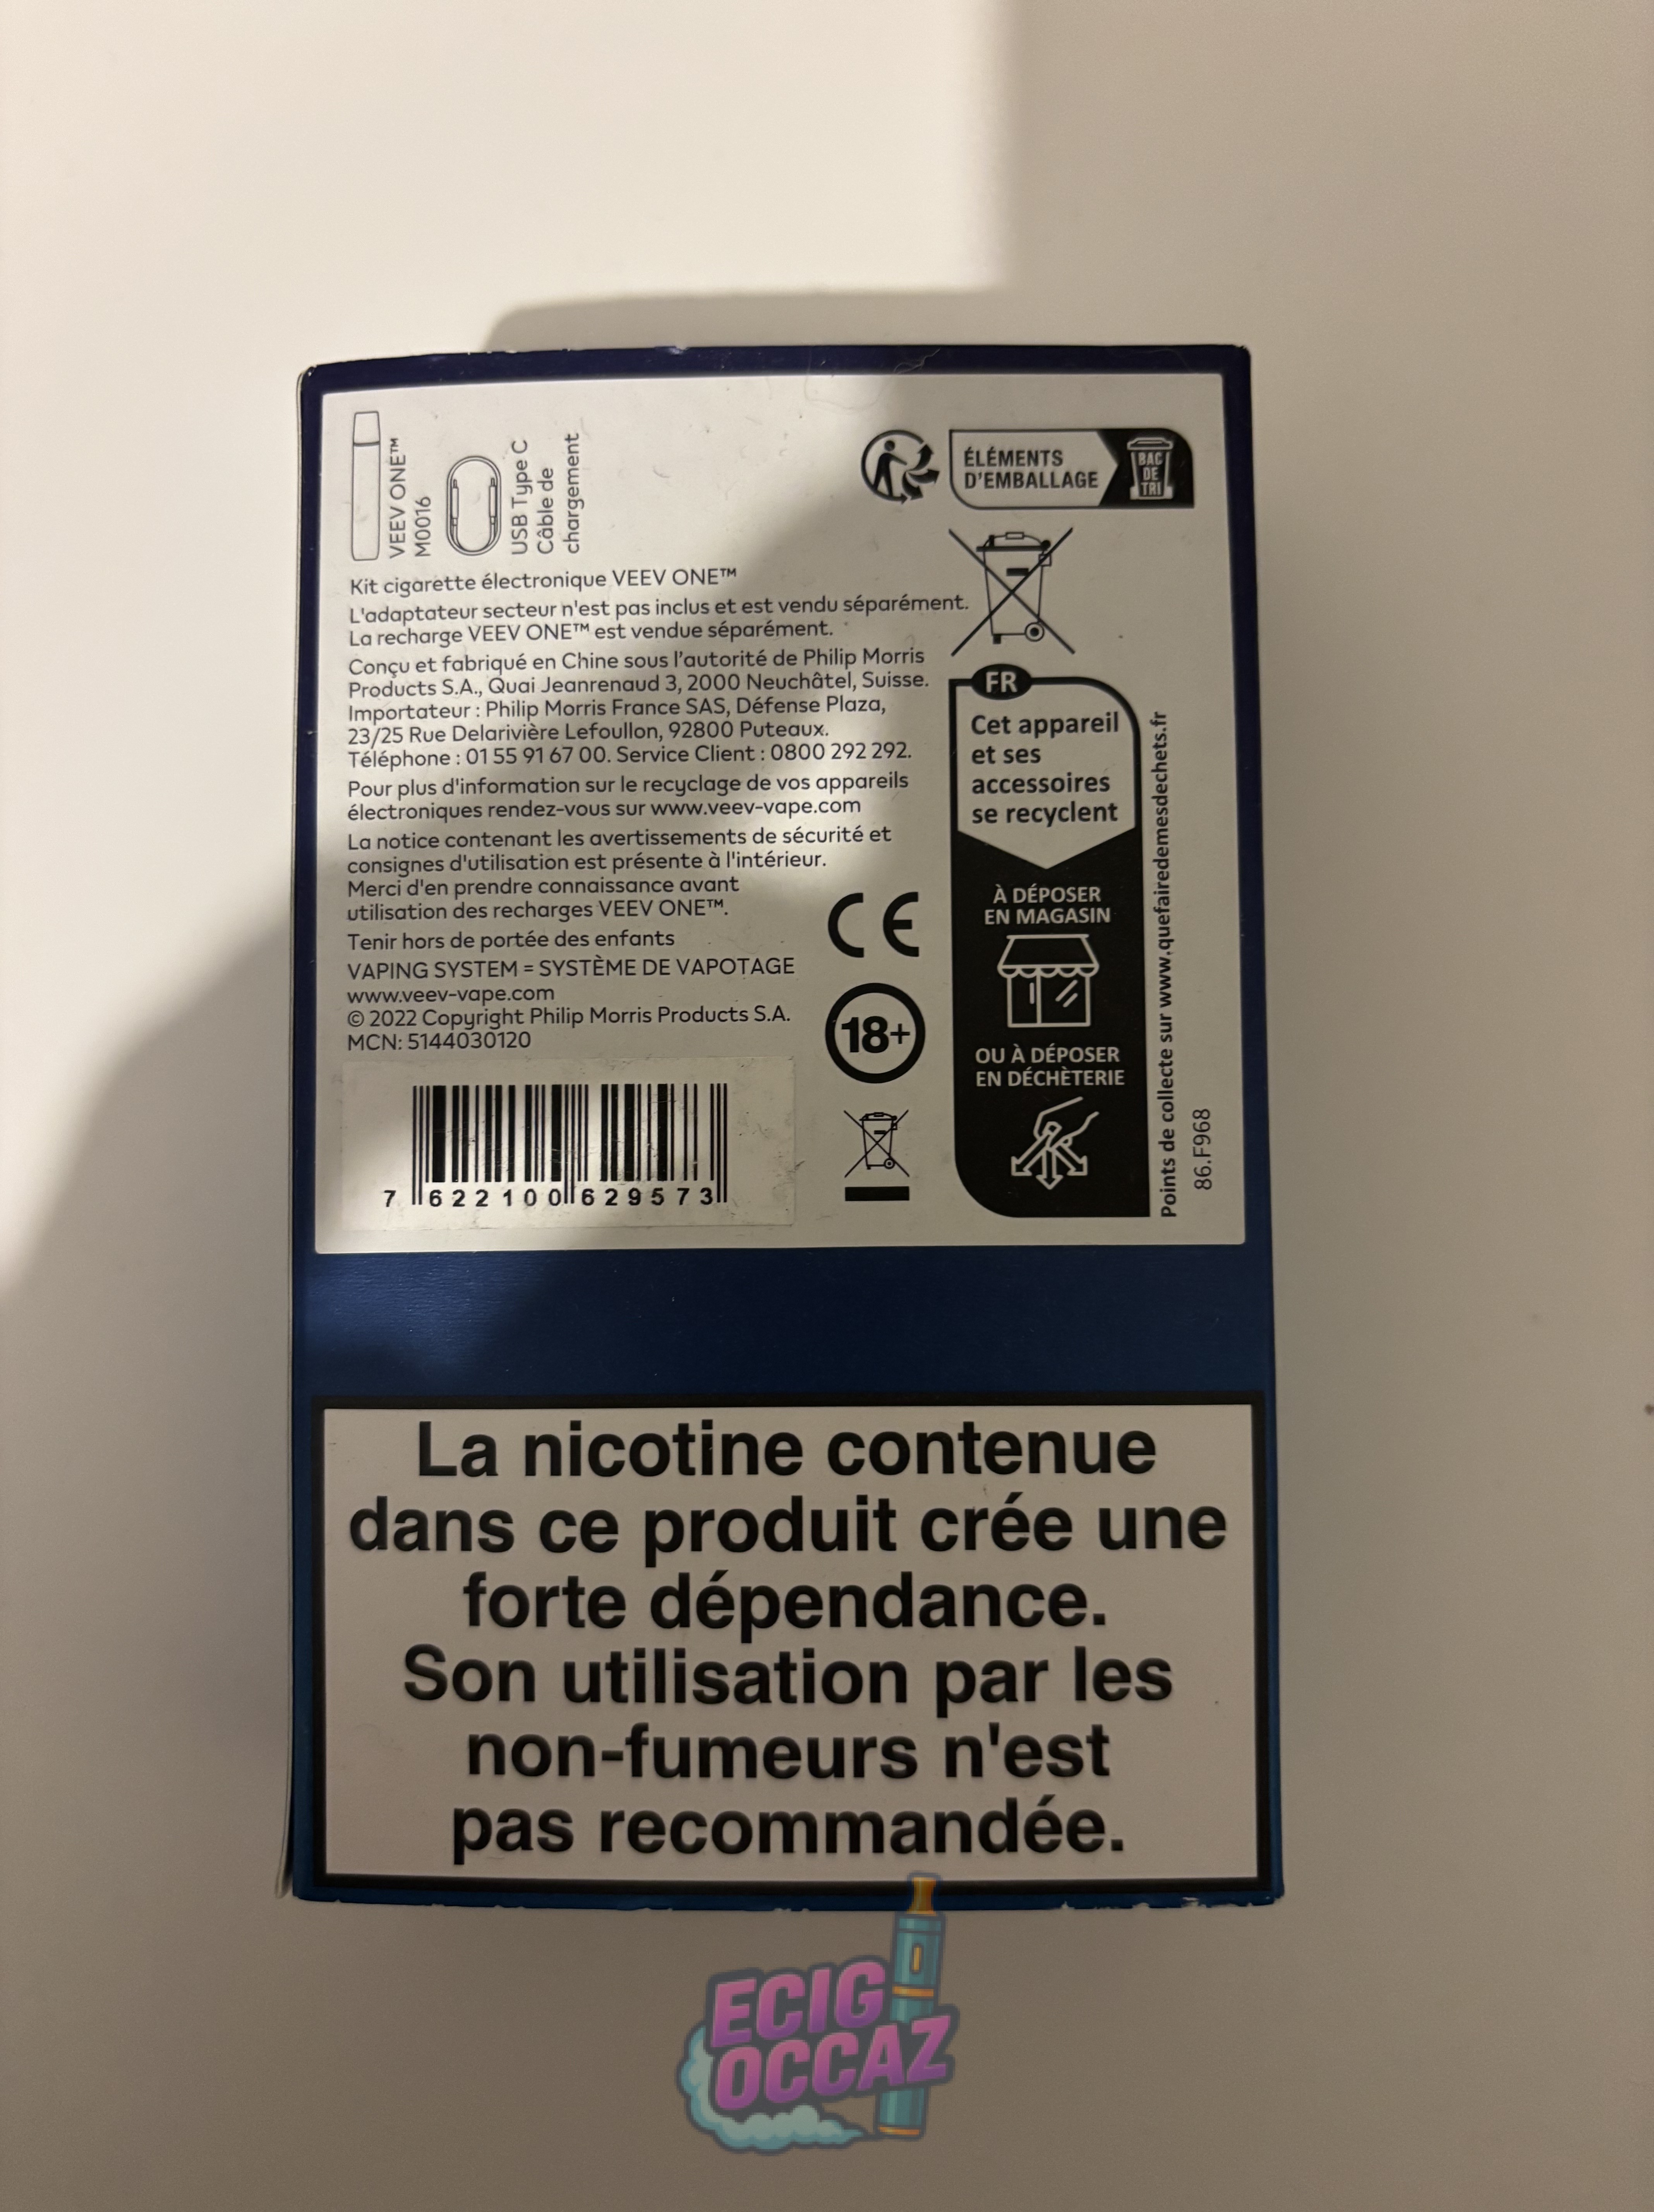 VEEV ONE™
M0016
USB Type C
Câble de
chargement
ÉLÉMENTS
D'EMBALLAGE
BAC
DE
TRI
Kit cigarette électronique VEEV ONE™
L'adaptateur secteur n'est pas inclus et est vendu séparément.
La recharge VEEV ONE™ est vendue séparément.
Conçu et fabriqué en Chine sous l'autorité de Philip Morris
Products S.A., Quai Jeanrenaud 3, 2000 Neuchâtel, Suisse.
Importateur : Philip Morris France SAS, Défense Plaza,
23/25 Rue Delarivière Lefoullon, 92800 Puteaux.
Téléphone : 01 55 91 67 00. Service Client : 0800 292 292.
Pour plus d'information sur le recyclage de vos appareils
électroniques rendez-vous sur www.veev-vape.com
La notice contenant les avertissements de sécurité et
consignes d'utilisation est présente à l'intérieur.
Merci d'en prendre connaissance avant
utilisation des recharges VEEV ONE™.
Tenir hors de portée des enfants
VAPING SYSTEM = SYSTÈME DE VAPOTAGE
www.veev-vape.com
© 2022 Copyright Philip Morris Products S.A.
MCN: 5144030120
7 622100 629573
CE
18+
FR
Cet appareil
et ses
accessoires
se recyclent
À DÉPOSER
EN MAGASIN
OU À DÉPOSER
EN DÉCHÈTERIE
Points de collecte sur www.quefairedemesdechets.fr
86.F968
La nicotine contenue
dans ce produit crée une
forte dépendance.
Son utilisation par les
non-fumeurs n'est
pas recommandée.
ECIG
OCCAZ